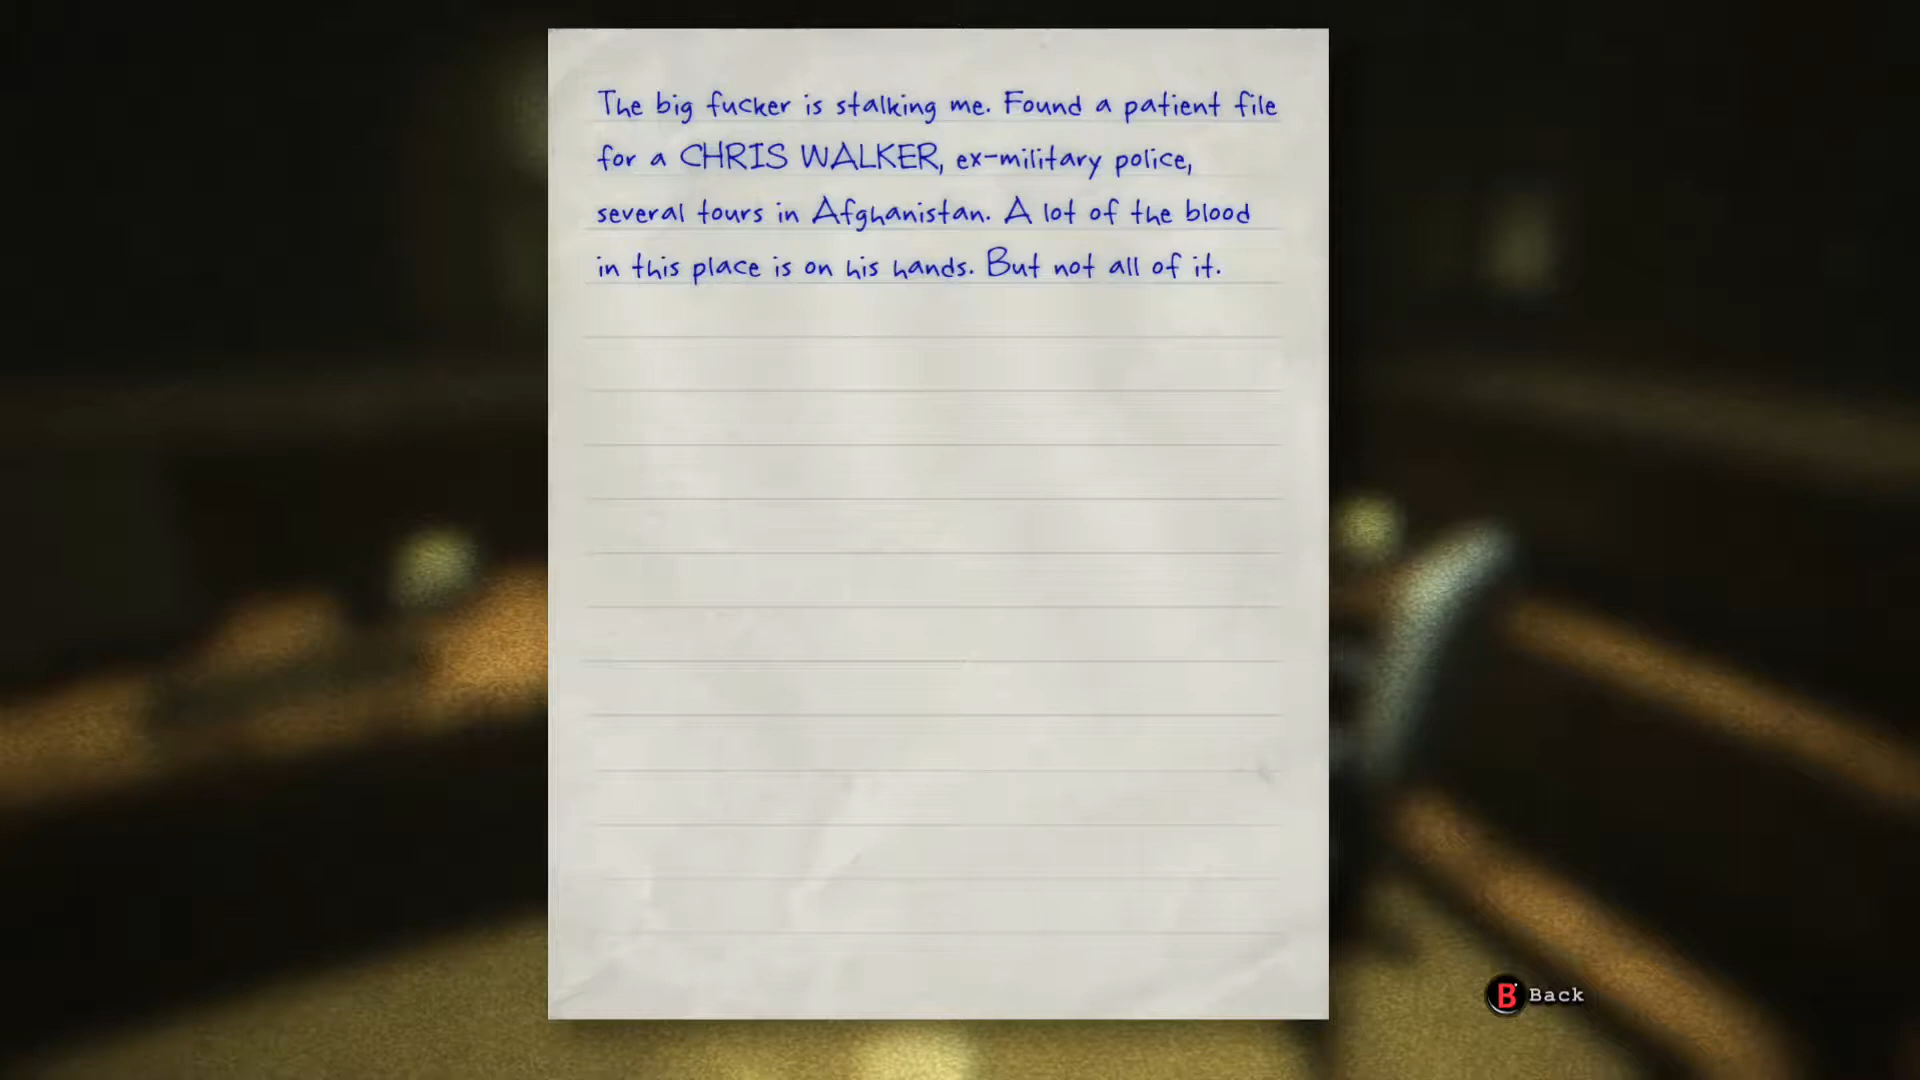 The big fucker is stalking me. Found a patient file
for a CHRIS WALKER, ex-military police,
several tours in Afghanistan. A lot of the blood
in this place is on his hands. But not all of it.
B Back